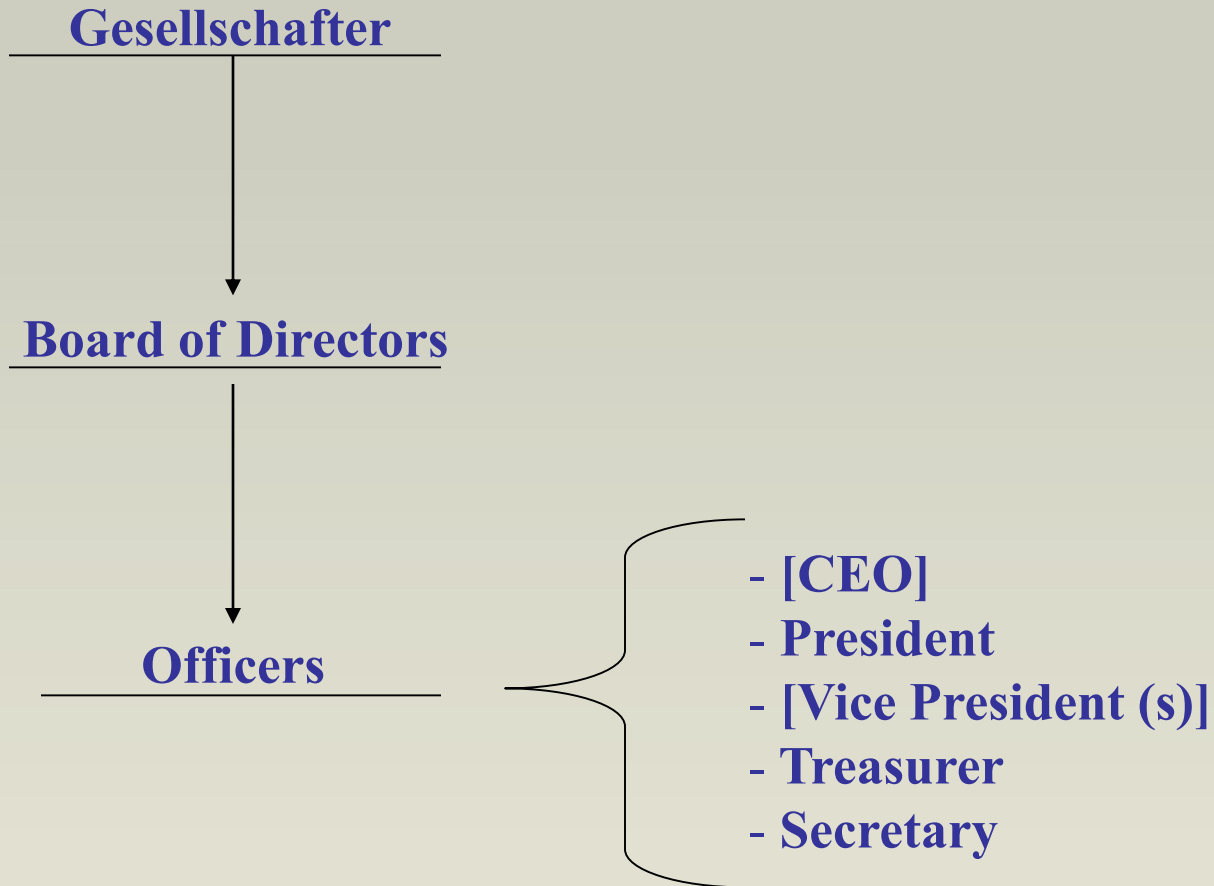 Gesellschafter
Board of Directors
Officers
- [CEO]
- President
- [Vice President (s)]
- Treasurer
- Secretary